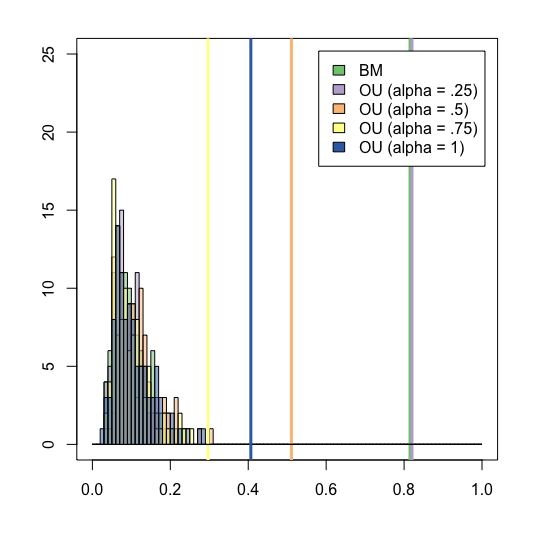 25
20
15
10
5
0
BM
OU (alpha = .25)
OU (alpha = .5)
OU (alpha = .75)
OU (alpha = 1)
0.0 0.2 0.4 0.6 0.8 1.0